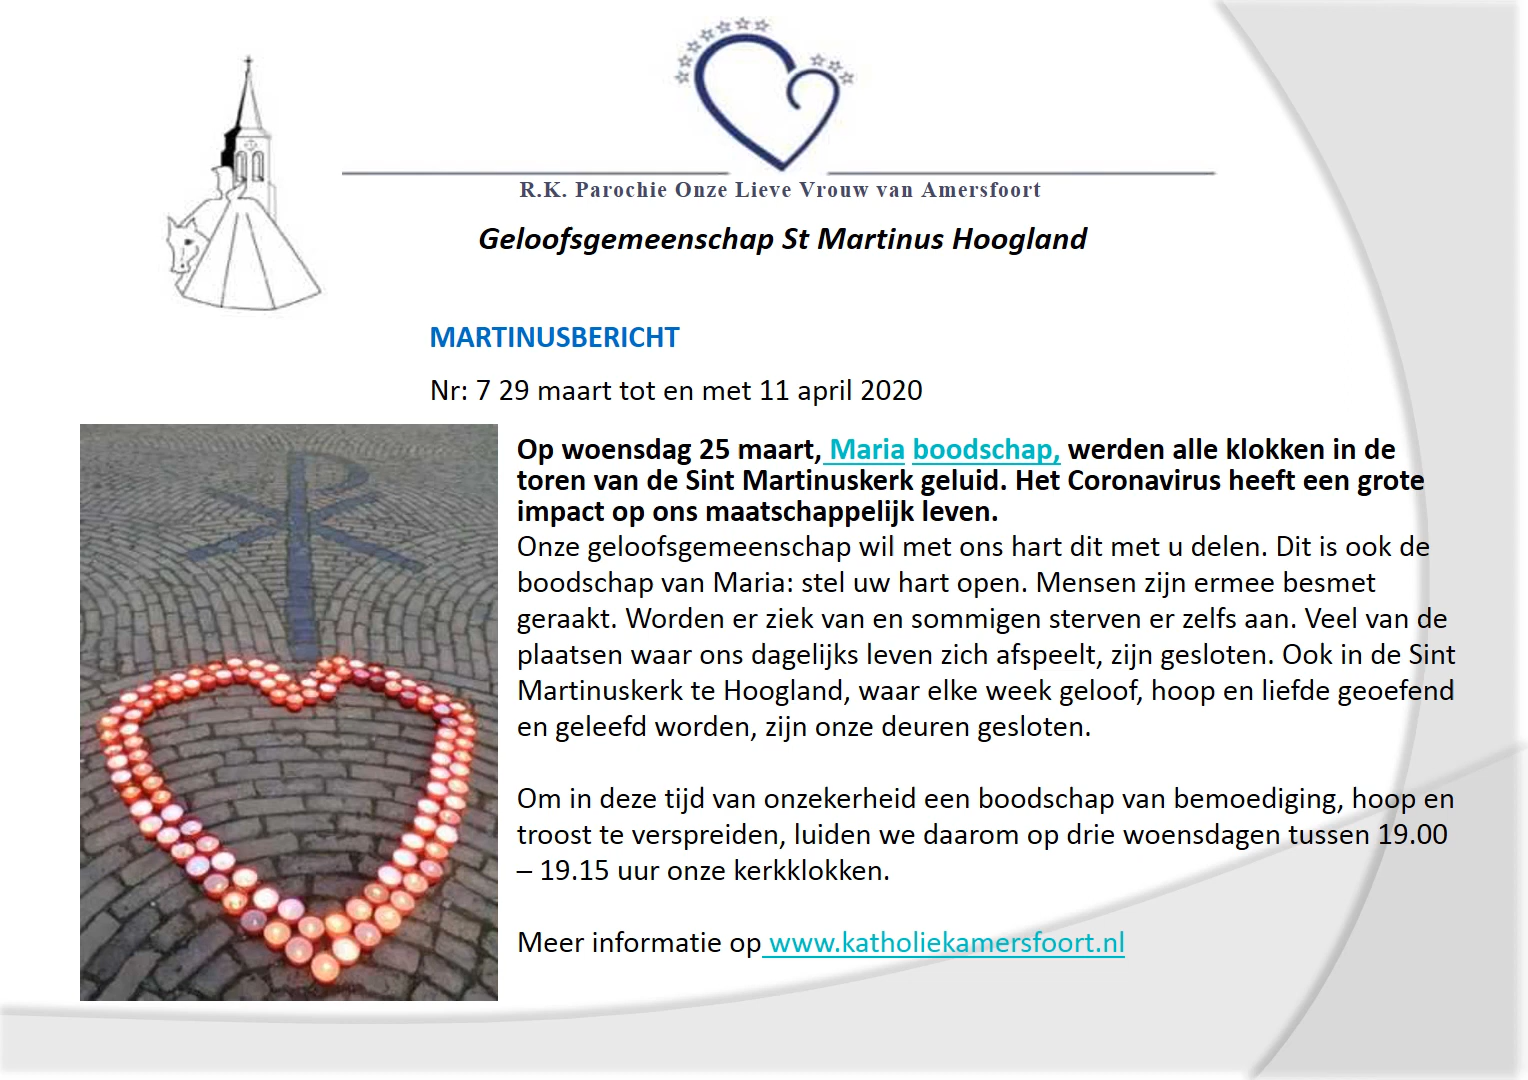 R.K. Parochie Onze Lieve Vrouw van Amersfoort
Geloofsgemeenschap St Martinus Hoogland
MARTINUSBERICHT
Nr: 7 29 maart tot en met 11 april 2020
Op woensdag 25 maart, Maria boodschap, werden alle klokken in de
toren van de Sint Martinuskerk geluid. Het Coronavirus heeft een grote
impact op ons maatschappelijk leven.
Onze geloofsgemeenschap wil met ons hart dit met u delen. Dit is ook de
boodschap van Maria: stel uw hart open. Mensen zijn ermee besmet
geraakt. Worden er ziek van en sommigen sterven er zelfs aan. Veel van de
plaatsen waar ons dagelijks leven zich afspeelt, zijn gesloten. Ook in de Sint
Martinuskerk te Hoogland, waar elke week geloof, hoop en liefde geoefend
en geleefd worden, zijn onze deuren gesloten.
Om in deze tijd van onzekerheid een boodschap van bemoediging, hoop en
troost te verspreiden, luiden we daarom op drie woensdagen tussen 19.00
– 19.15 uur onze kerkklokken.
Meer informatie op www.katholiekamersfoort.nl